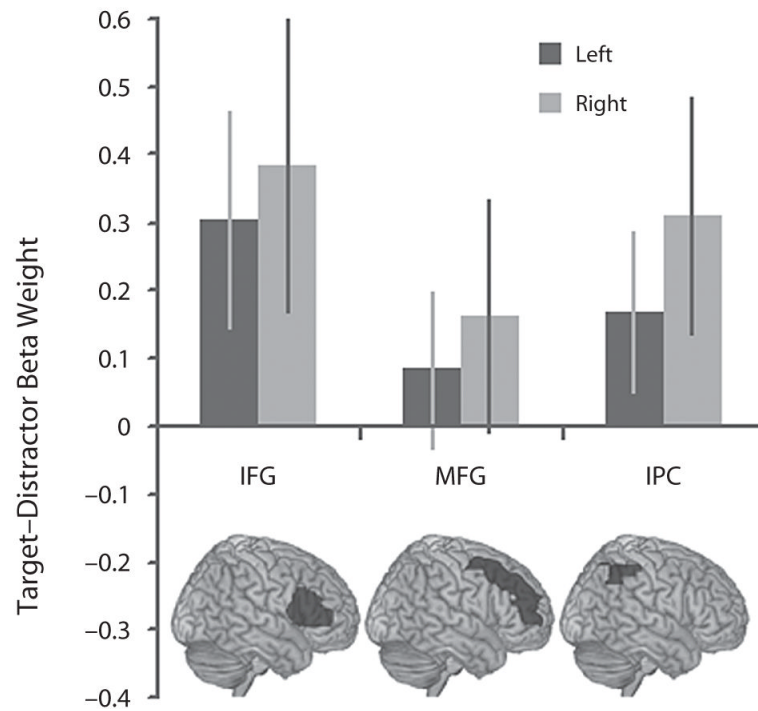 Target–Distractor Beta Weight
0.6
0.5
0.4
0.3
0.2
0.1
0
–0.1
–0.2
–0.3
–0.4
Left
Right
IFG
MFG
IPC